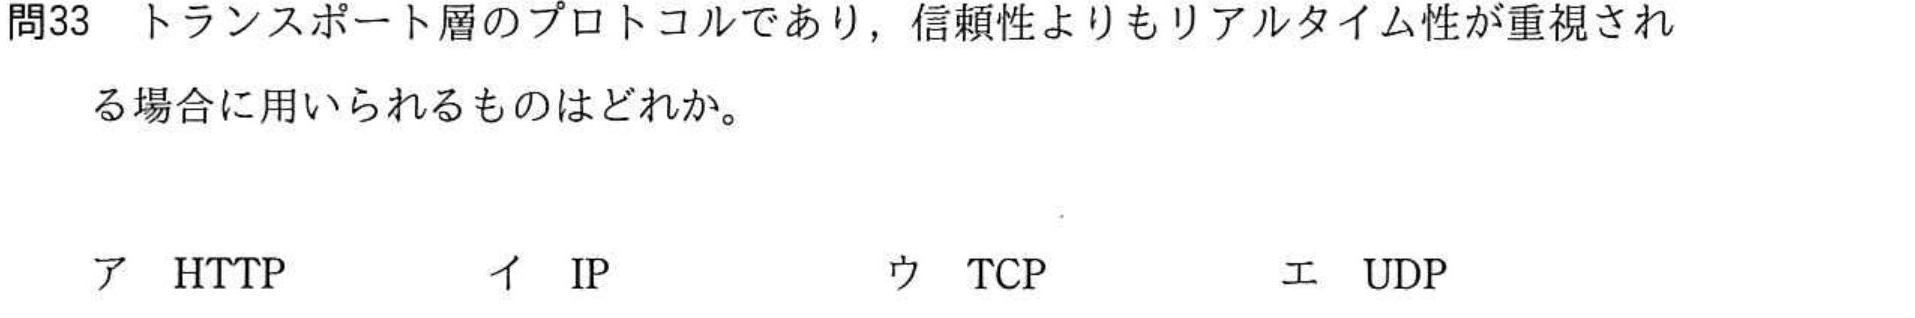 問33　トランスポート層のプロトコルであり，信頼性よりもリアルタイム性が重視され
る場合に用いられるものはどれか。
ア　HTTP　イ　IP　ウ　TCP　エ　UDP